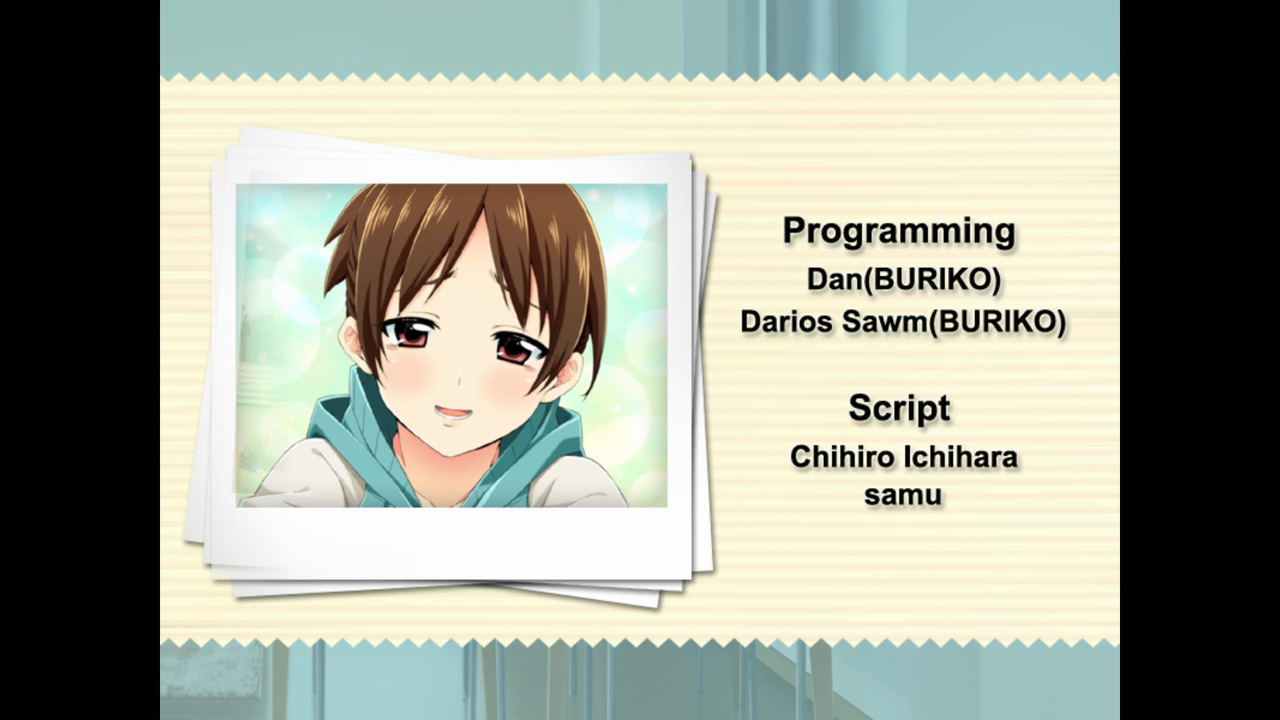 Programming
Dan(BURIKO)
Darios Sawm(BURIKO)
Script
Chihiro Ichihara
samu